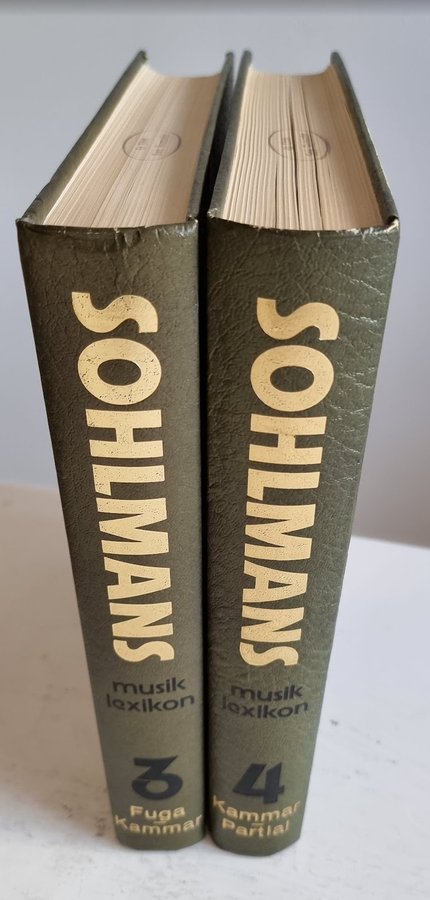 SOHLMANS
musik
lexikon
3
Fuga
–
Kammar
SOHLMANS
musik
lexikon
4
Kammar
–
Partial